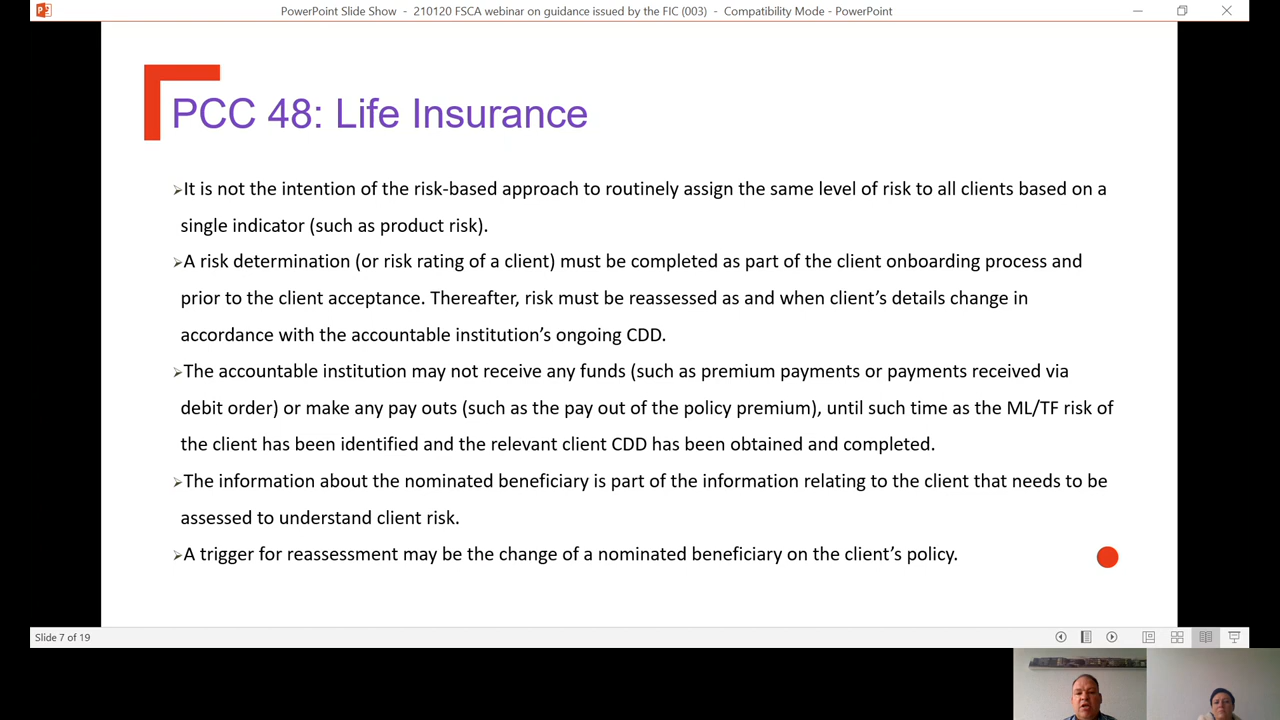 PowerPoint Slide Show - 210120 FSCA webinar on guidance issued by the FIC (003) - Compatibility Mode - PowerPoint
PCC 48: Life Insurance
➢It is not the intention of the risk-based approach to routinely assign the same level of risk to all clients based on a
single indicator (such as product risk).
➢A risk determination (or risk rating of a client) must be completed as part of the client onboarding process and
prior to the client acceptance. Thereafter, risk must be reassessed as and when client’s details change in
accordance with the accountable institution’s ongoing CDD.
➢The accountable institution may not receive any funds (such as premium payments or payments received via
debit order) or make any pay outs (such as the pay out of the policy premium), until such time as the ML/TF risk of
the client has been identified and the relevant client CDD has been obtained and completed.
➢The information about the nominated beneficiary is part of the information relating to the client that needs to be
assessed to understand client risk.
➢A trigger for reassessment may be the change of a nominated beneficiary on the client’s policy.
Slide 7 of 19